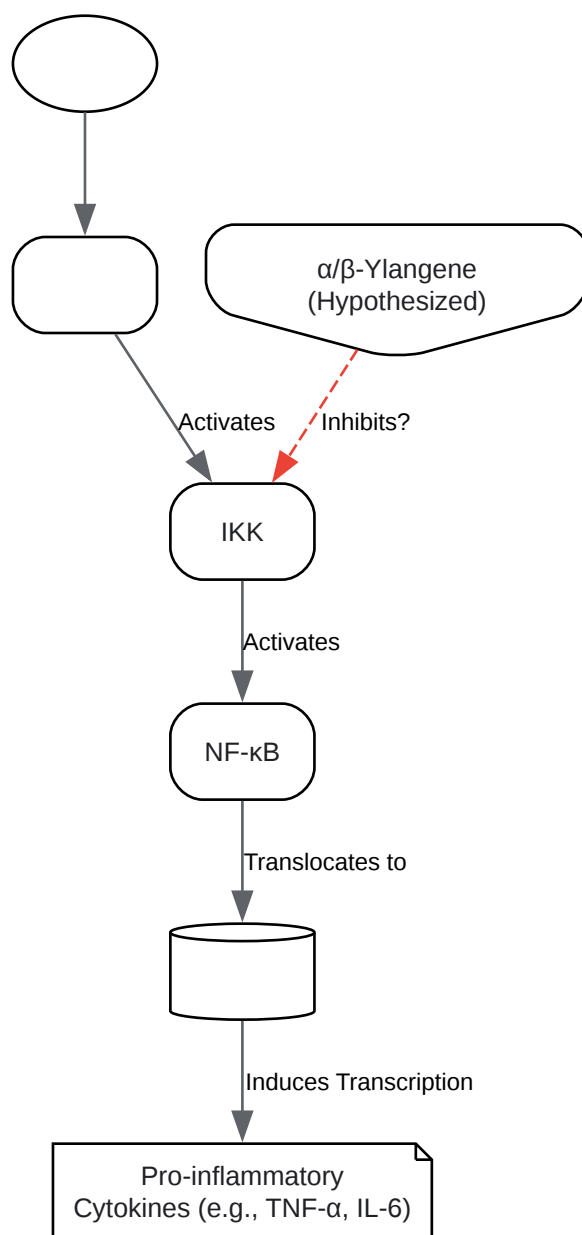 α/β-Ylangene
(Hypothesized)
Activates
Inhibits?
IKK
Activates
NF-κB
Translocates to
Induces Transcription
Pro-inflammatory
Cytokines (e.g., TNF-α, IL-6)